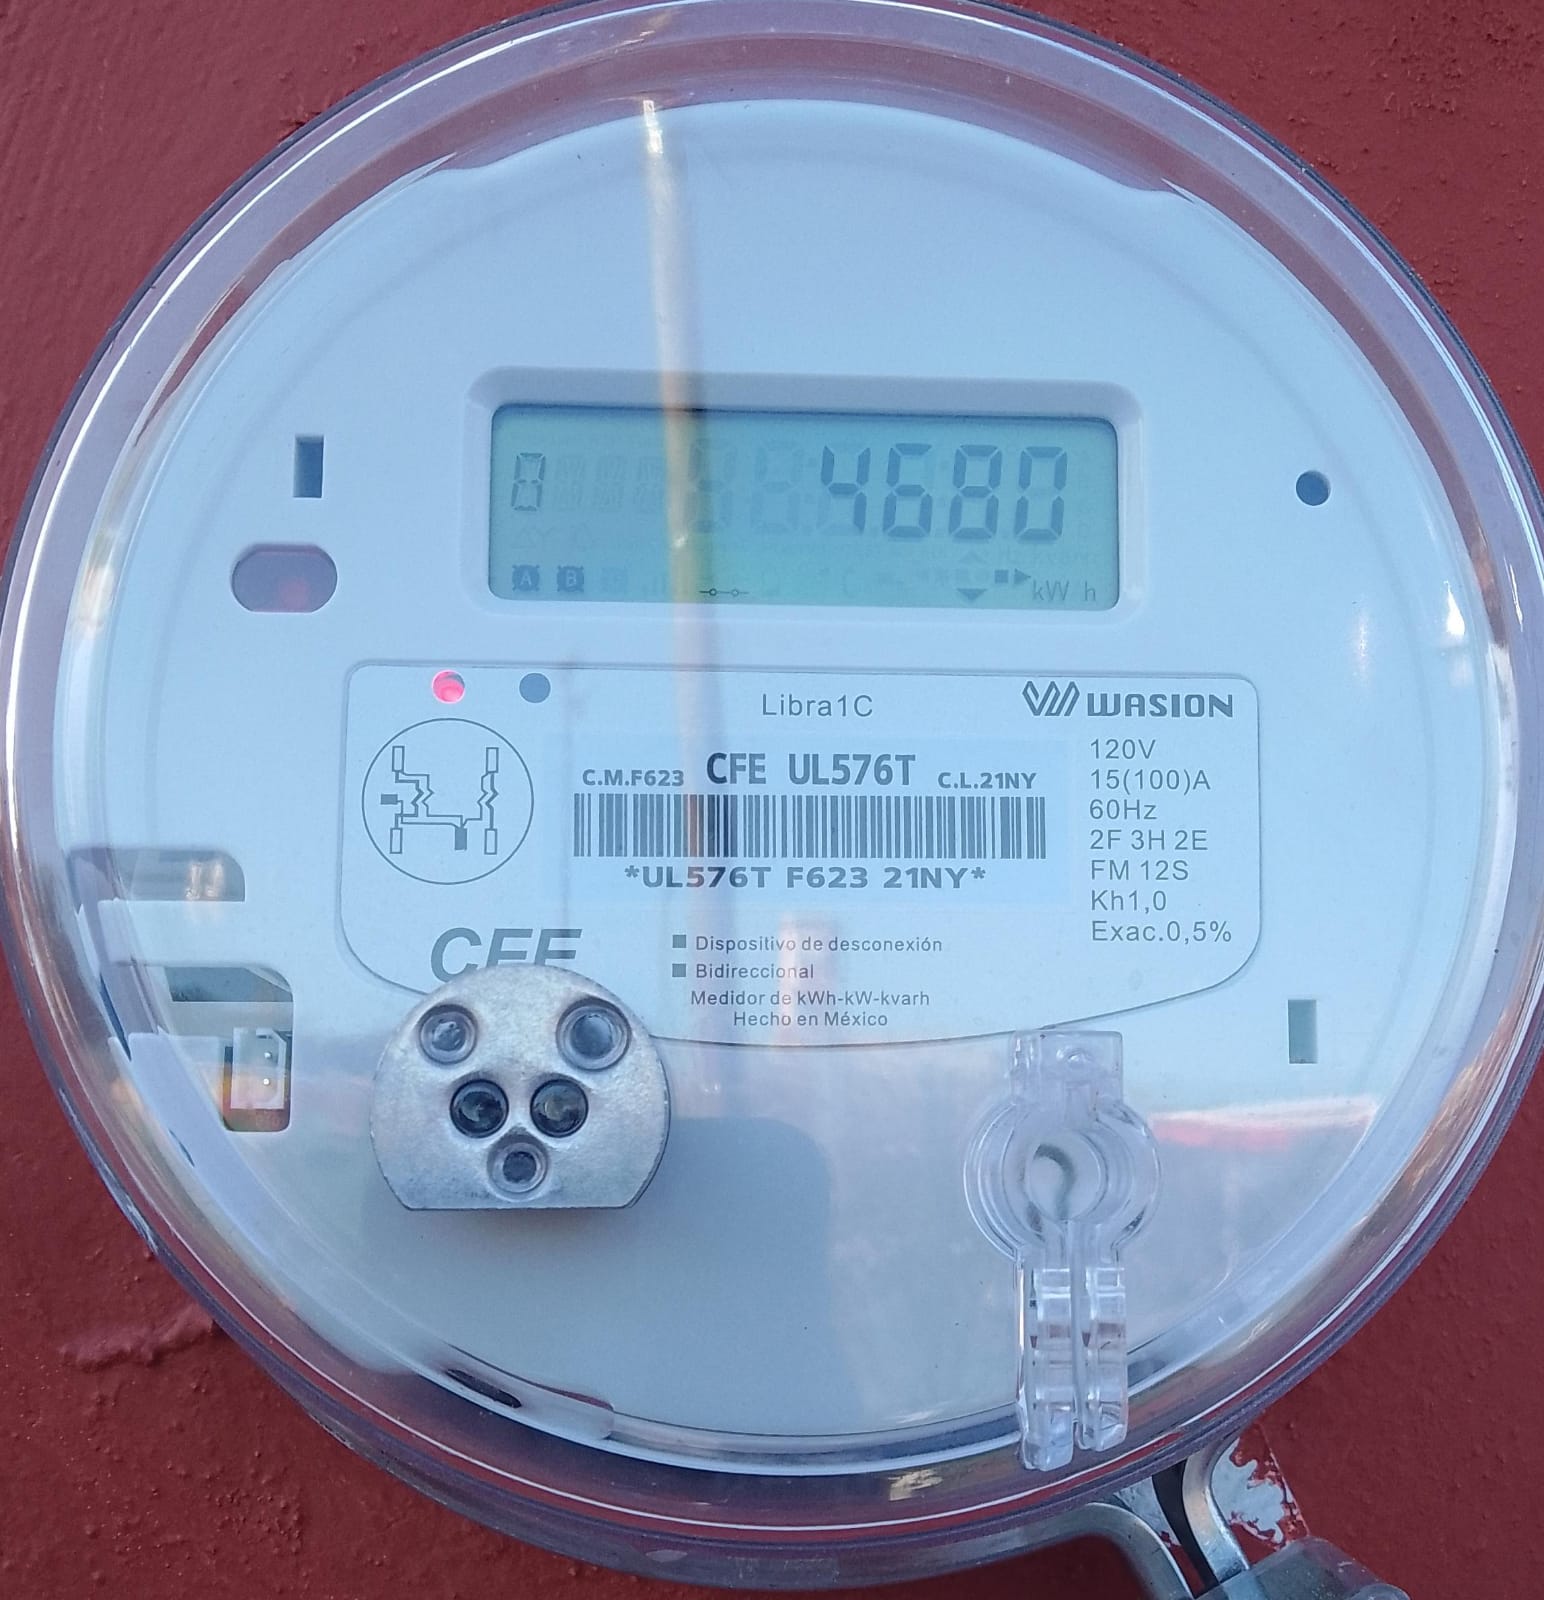 8 4680
A B kW h
Libra1C
WASION
C.M.F623 CFE UL576T C.L.21NY
*UL576T F623 21NY*
120V
15(100)A
60Hz
2F 3H 2E
FM 12S
Kh1,0
Exac.0,5%
CFE
Dispositivo de desconexión
Bidireccional
Medidor de kWh-kW-kvarh
Hecho en México